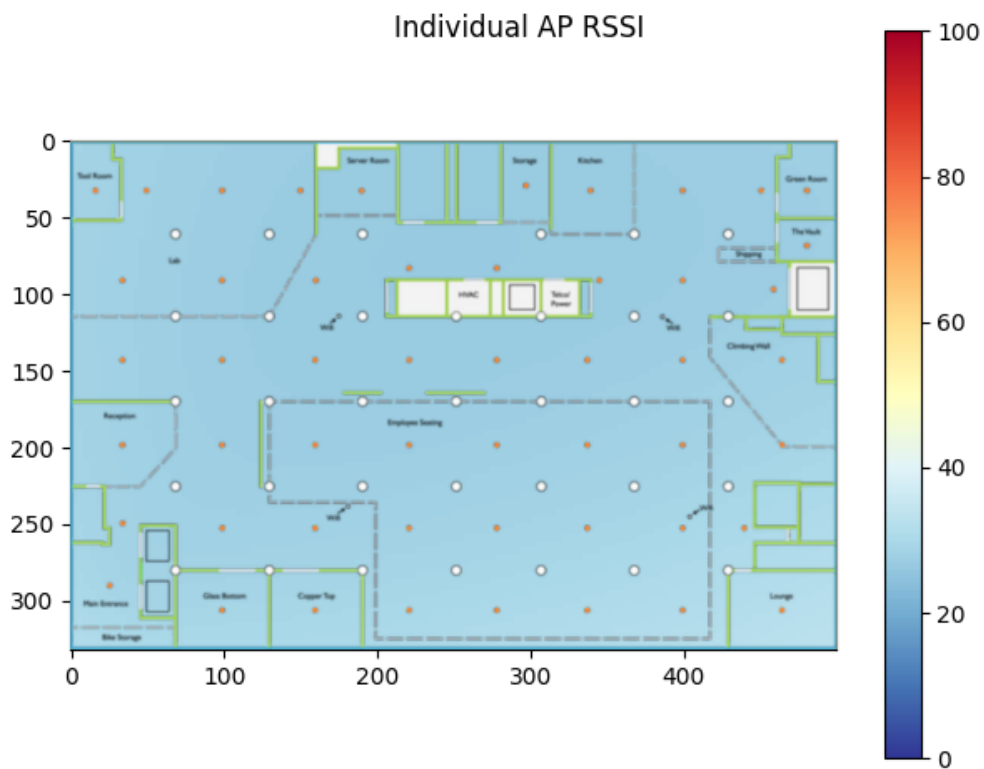 Individual AP RSSI
100
80
60
40
20
0
0
50
100
150
200
250
300
0
100
200
300
400
Tool Room
Server Room
Storage
Kitchen
Green Room
The Vault
Shipping
Lab
HVAC
Telco/
Power
Wifi
Wifi
Climbing Wall
Reception
Employee Seating
Wifi
Wifi
Main Entrance
Glass Bottom
Copper Top
Lounge
Bike Storage